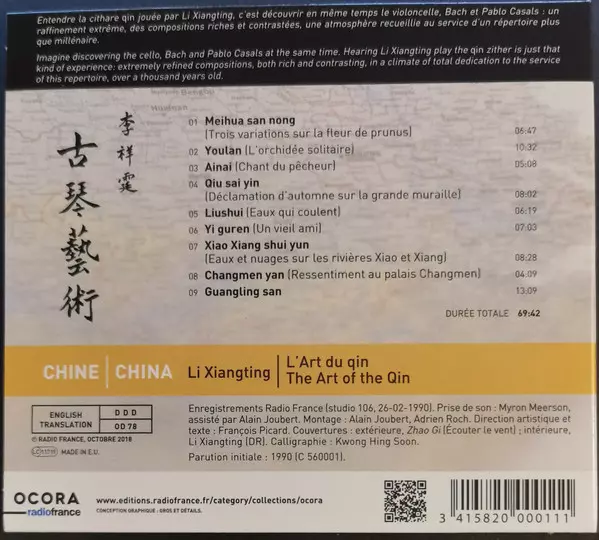 Entendre la cithare qin jouée par Li Xiangting, c'est découvrir en même temps le violoncelle, Bach et Pablo Casals : un
raffinement extrême, des compositions riches et contrastées, une atmosphère recueillie au service d'un répertoire plus
que millénaire.
Imagine discovering the cello, Bach and Pablo Casals at the same time. Hearing Li Xiangting play the qin zither is just that
kind of experience: extremely refined compositions, both rich and contrasting, in a climate of total dedication to the service
of this repertoire, over a thousand years old.
李祥霆
古琴藝術
01 Meihua san nong
(Trois variations sur la fleur de prunus) 06:47
02 Youlan (L'orchidée solitaire) 10:32
03 Ainai (Chant du pêcheur) 05:08
04 Qiu sai yin
(Déclamation d'automne sur la grande muraille) 08:02
05 Liushui (Eaux qui coulent) 06:19
06 Yi guren (Un vieil ami) 07:03
07 Xiao Xiang shui yun
(Eaux et nuages sur les rivières Xiao et Xiang) 08:28
08 Changmen yan (Ressentiment au palais Changmen) 04:09
09 Guangling san 13:09
DURÉE TOTALE 69:42
CHINE | CHINA Li Xiangting
L'Art du qin
The Art of the Qin
ENGLISH
TRANSLATION
D D D
OD 78
© RADIO FRANCE, OCTOBRE 2018
MADE IN E.U.
Enregistrements Radio France (studio 106, 26-02-1990). Prise de son : Myron Meerson,
assisté par Alain Joubert. Montage : Alain Joubert, Adrien Roch. Direction artistique et
texte : François Picard. Couvertures : extérieure, Zhao Gi (Écouter le vent) ; intérieure,
Li Xiangting (DR). Calligraphie : Kwong Hing Soon.
Parution initiale : 1990 (C 560001).
OCORA
radiofrance
www.editions.radiofrance.fr/category/collections/ocora
CONCEPTION GRAPHIQUE : GROS ET DÉTAILS.
3 415820 000111